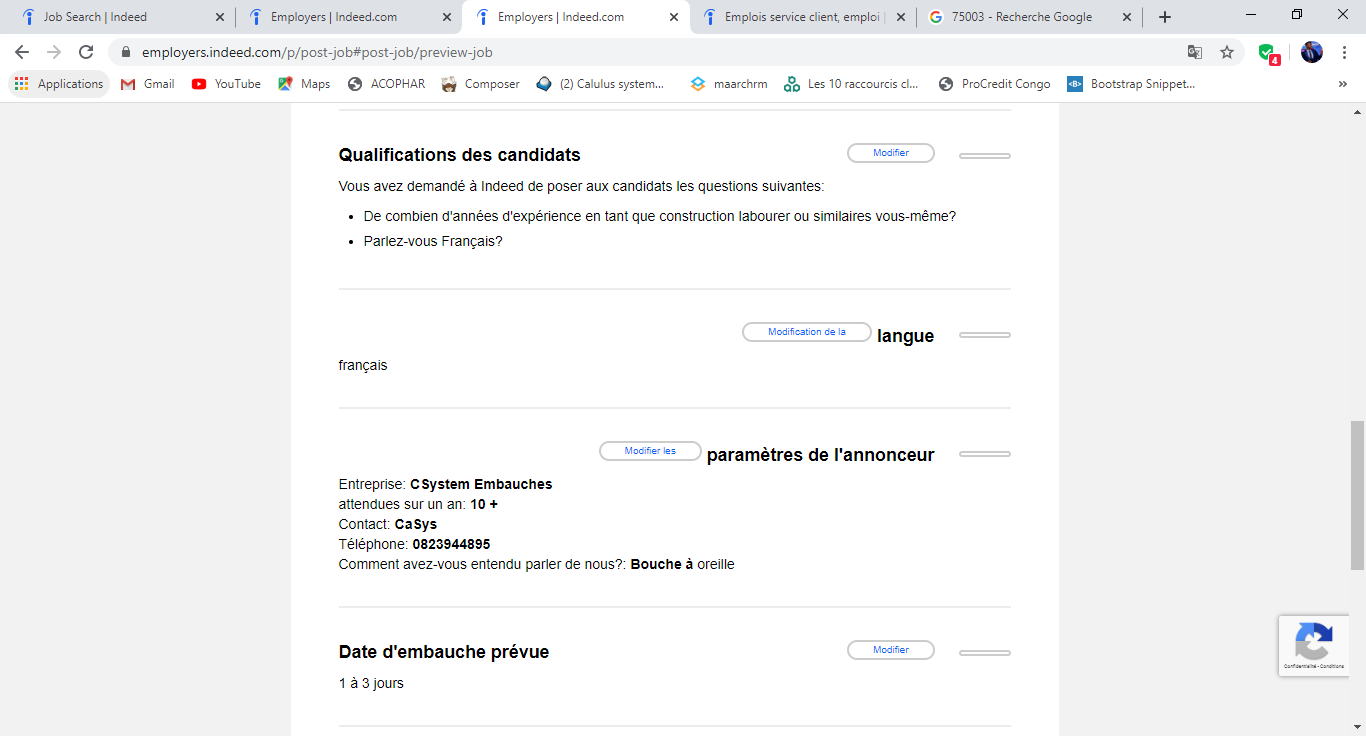 Job Search | Indeed
Employers | Indeed.com
Employers | Indeed.com
Emplois service client, emploi |
75003 - Recherche Google
employers.indeed.com/p/post-job#post-job/preview-job
4
Applications
Gmail
YouTube
Maps
ACOPHAR
Composer
(2) Calulus system...
maarchrm
Les 10 raccourcis cl...
ProCredit Congo
<B>
Bootstrap Snippet...
»
Qualifications des candidats
Modifier
Vous avez demandé à Indeed de poser aux candidats les questions suivantes:
• De combien d'années d'expérience en tant que construction labourer ou similaires vous-même?
• Parlez-vous Français?
Modification de la langue
français
Modifier les paramètres de l'annonceur
Entreprise: CSystem Embauches
attendues sur un an: 10 +
Contact: CaSys
Téléphone: 0823944895
Comment avez-vous entendu parler de nous?: Bouche à oreille
Date d'embauche prévue
Modifier
1 à 3 jours
Confidentialité - Conditions